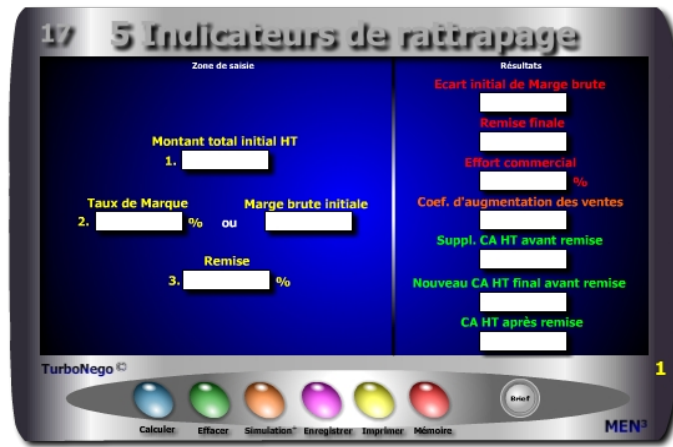 17 5 Indicateurs de rattrapage
Zone de saisie
Montant total initial HT
1.
Taux de Marque Marge brute initiale
2. % ou
Remise
3. %
Résultats
Ecart initial de Marge brute
Remise finale
Effort commercial
%
Coef. d'augmentation des ventes
Suppl. CA HT avant remise
Nouveau CA HT final avant remise
CA HT après remise
TurboNego © 1
Brief
Calculer Effacer Simulation+ Enregistrer Imprimer Mémoire
MEN³